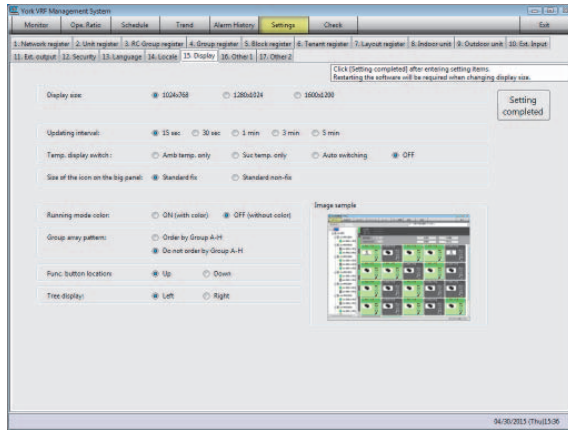 York VRF Management System
Monitor Ope. Ratio Schedule Trend Alarm History Settings Check Exit
1. Network register 2. Unit register 3. RC Group register 4. Group register 5. Block register 6. Tenant register 7. Layout register 8. Indoor unit 9. Outdoor unit 10. Ext. Input
11. Ext. output 12. Security 13. Language 14. Locale 15. Display 16. Other1 17. Other2
Click [Setting completed] after entering setting items.
Restarting the software will be required when changing display size.
Display size: 1024x768 1280x1024 1600x1200
Setting completed
Updating interval: 15 sec 30 sec 1 min 3 min 5 min
Temp. display switch: Amb temp. only Suc temp. only Auto switching OFF
Size of the icon on the big panel: Standard fix Standard non-fix
Image sample
Running mode color: ON (with color) OFF (without color)
Group array pattern: Order by Group A-H
Do not order by Group A-H
Func. button location: Up Down
Tree display: Left Right
04/30/2015 (Thu)15:36